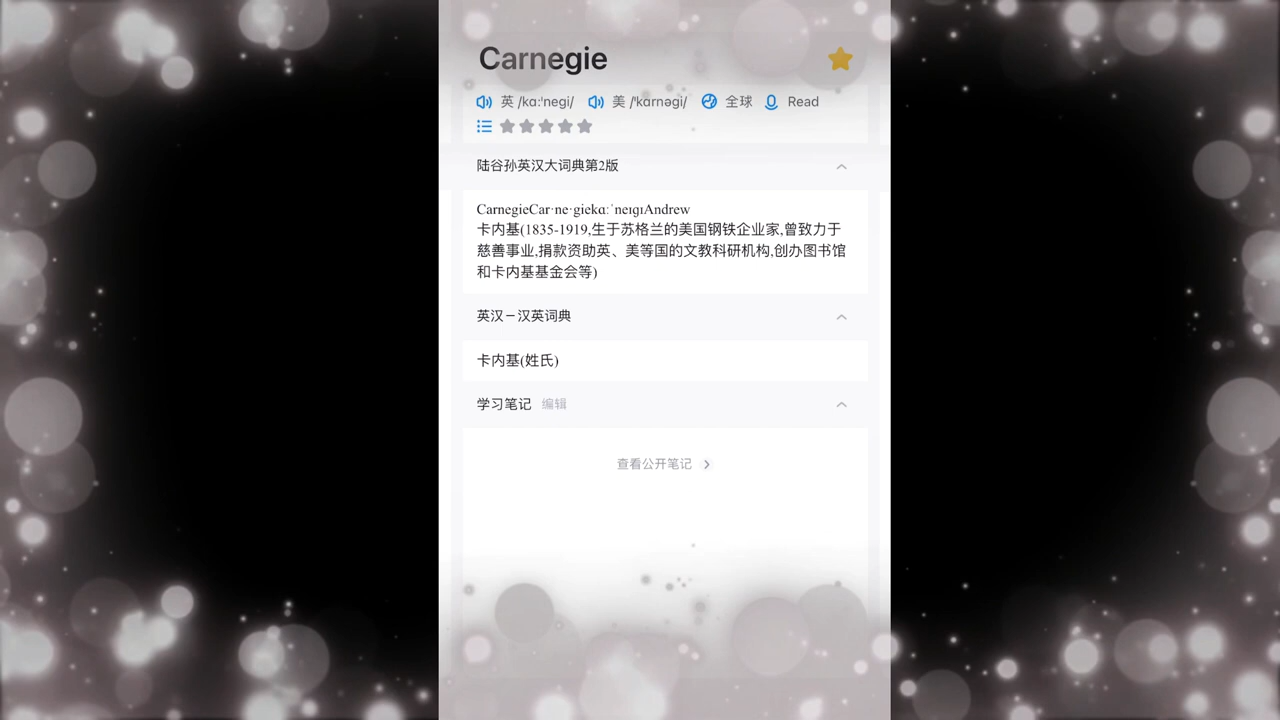 Carnegie
英 /kɑːˈnegi/ 美 /ˈkɑrnəɡi/ 全球 Read
陆谷孙英汉大词典第2版
CarnegieCar·ne·giekɑːˈneɪgɪAndrew
卡内基(1835-1919,生于苏格兰的美国钢铁企业家,曾致力于
慈善事业,捐款资助英、美等国的文教科研机构,创办图书馆
和卡内基基金会等)
英汉－汉英词典
卡内基(姓氏)
学习笔记 编辑
查看公开笔记